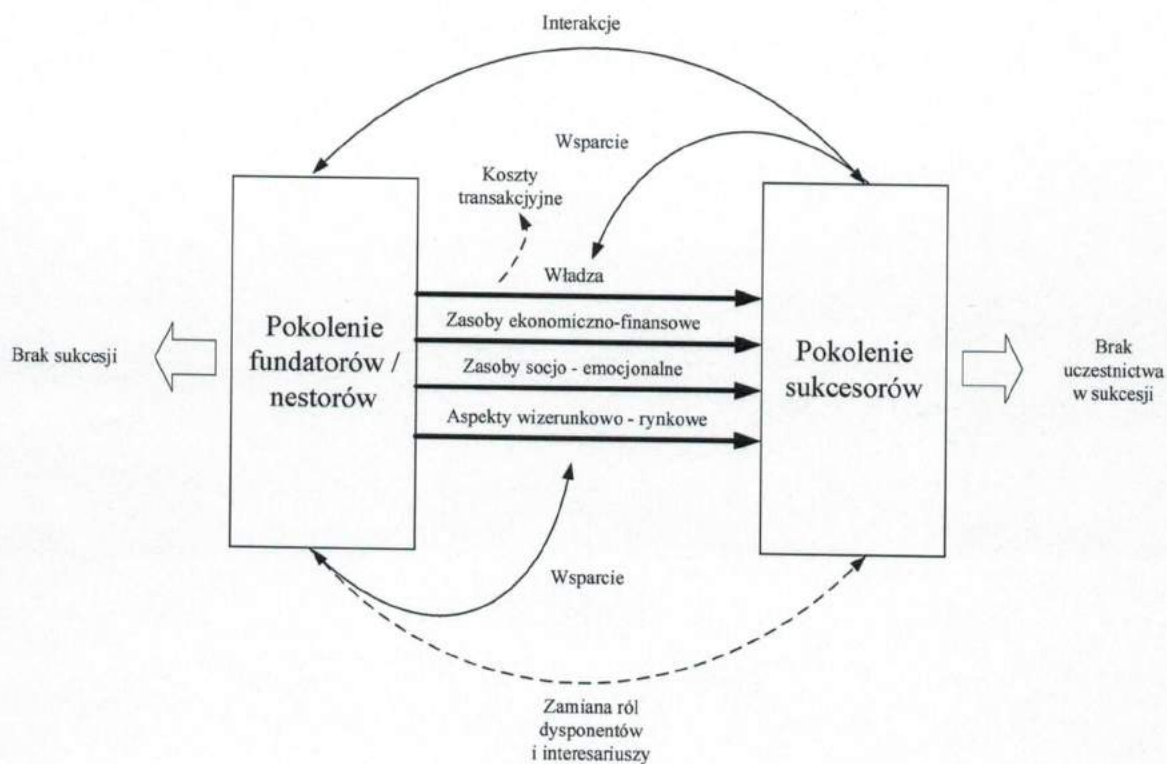 Interakcje
Wsparcie
Koszty
transakcjyjne
Władza
Zasoby ekonomiczno-finansowe
Zasoby socjo - emocjonalne
Aspekty wizerunkowo - rynkowe
Pokolenie
fundatorów /
nestorów
Pokolenie
sukcesorów
Brak sukcesji
Brak
uczestnictwa
w sukcesji
Wsparcie
Zamiana ról
dysponentów
i interesariuszy